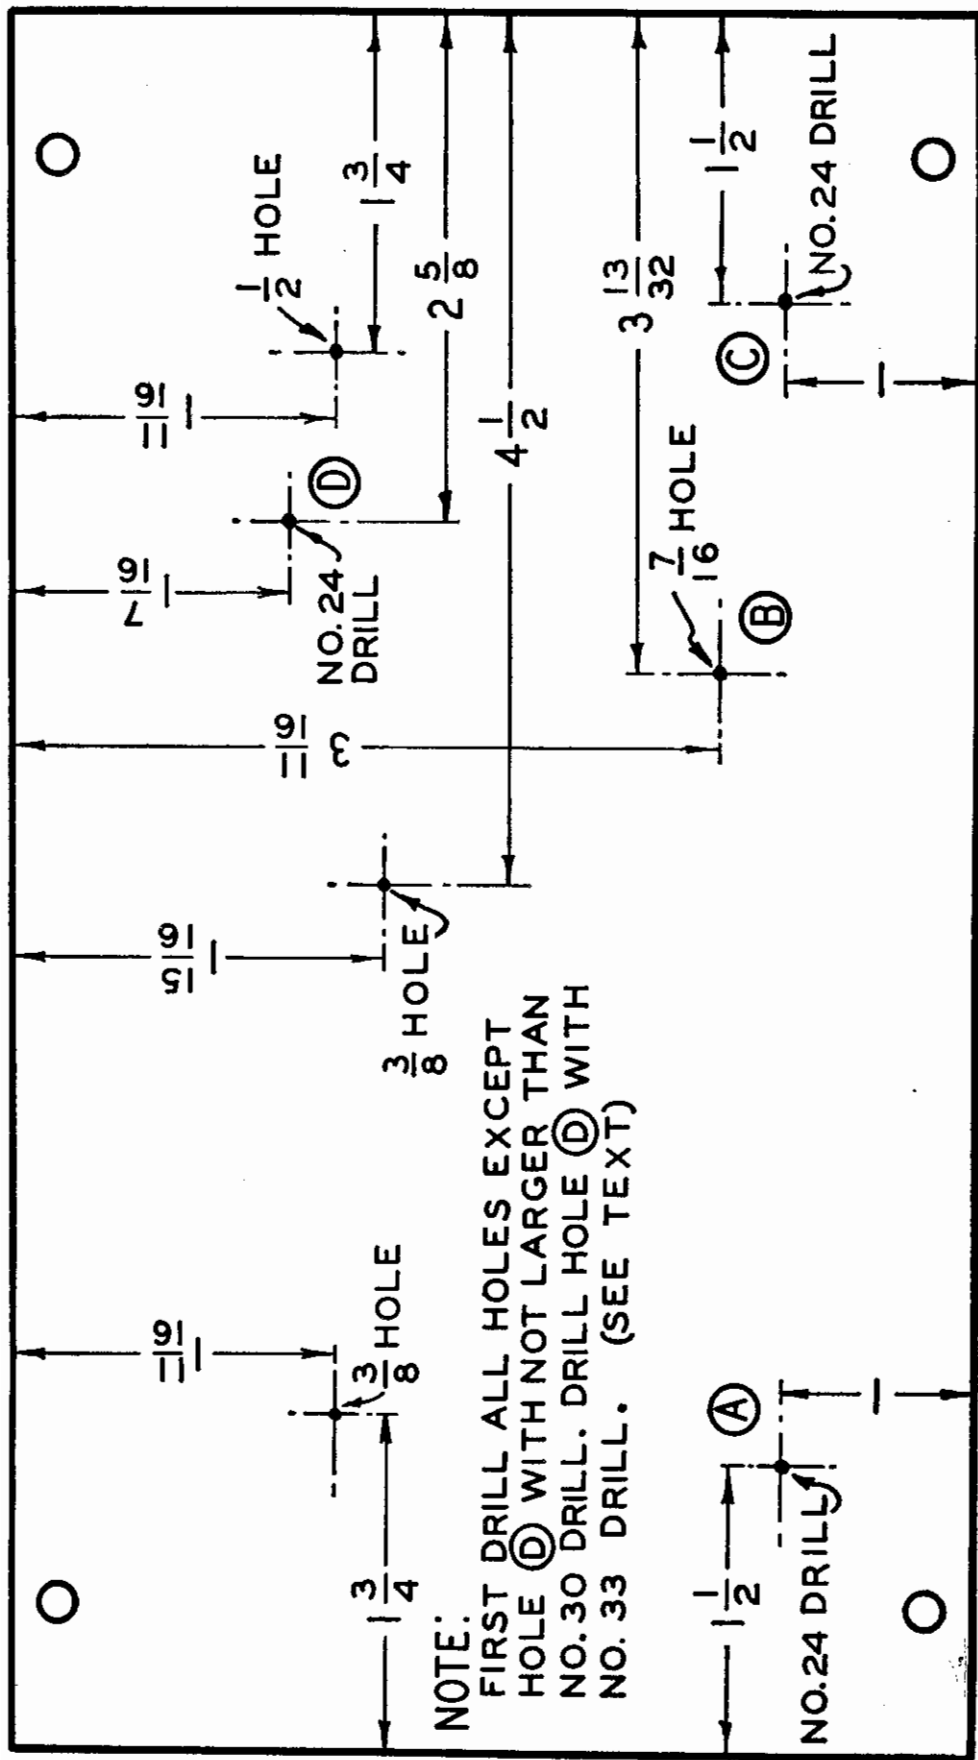 1 11/16
3/8 HOLE
1 3/4
1 15/16
3/8 HOLE
3 11/16
1 7/16
NO. 24
DRILL
D
1 11/16
1/2 HOLE
1 3/4
2 5/8
4 1/2
3 13/32
7/16 HOLE
B
1 1/2
C
NO. 24 DRILL
1
NOTE:
FIRST DRILL ALL HOLES EXCEPT
HOLE D WITH NOT LARGER THAN
NO. 30 DRILL. DRILL HOLE D WITH
NO. 33 DRILL. (SEE TEXT)
A
1 1/2
NO. 24 DRILL
1